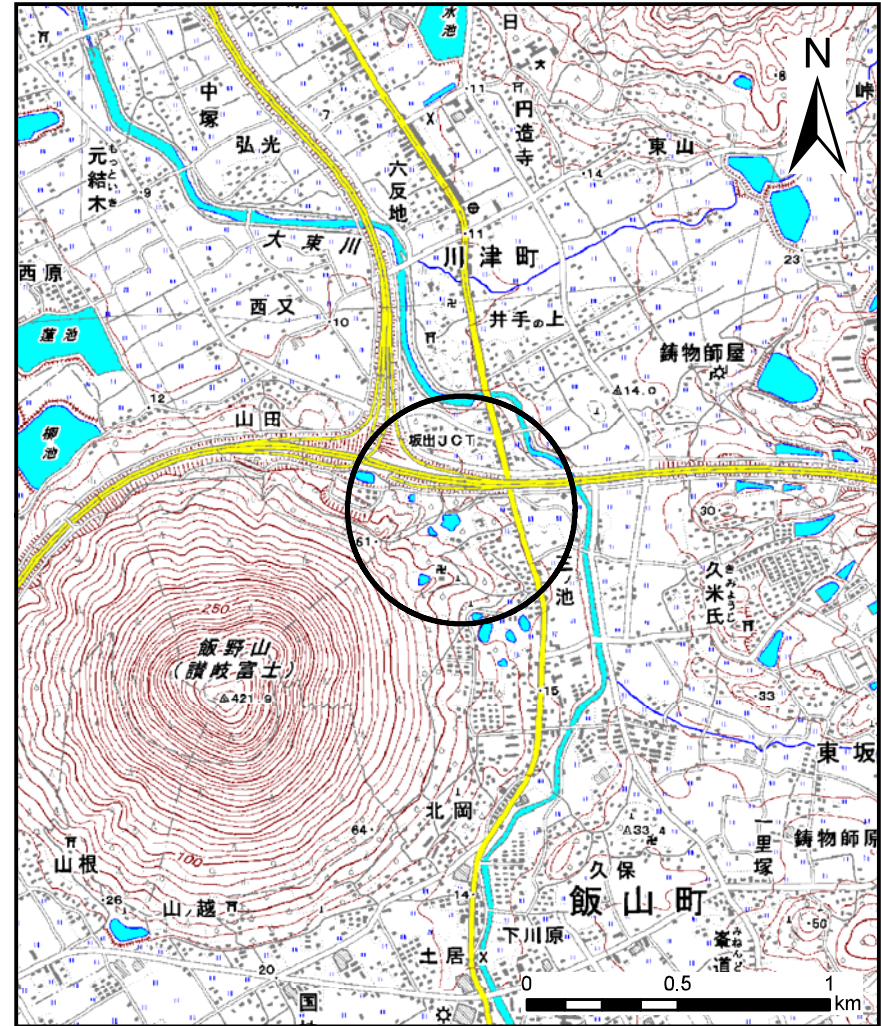 水池
日
N
中塚
11
円造寺
峠
7
弘光
東山
元結木
もっといき
六反地
14
9
大東川
11
川津町
西原
23
西又
井手の上
蓮池
10
鋳物師屋
12
14.0
山田
坂出JCT
柳池
30
61
三ノ池
久米氏
きみょうじ
250
飯野山
(讃岐富士)
421.9
15
33
東坂
北岡
64
33.4
一里塚
鋳物師原
100
山根
久保
飯山町
26
山ノ越
14
50
下川原
土居
峯道
みねんど
20
国
0 0.5 1
km